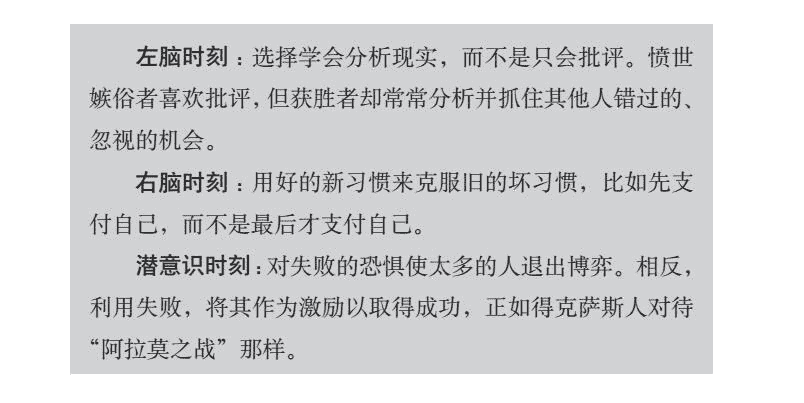 左脑时刻：选择学会分析现实，而不是只会批评。愤世
嫉俗者喜欢批评，但获胜者却常常分析并抓住其他人错过的、
忽视的机会。
右脑时刻：用好的新习惯来克服旧的坏习惯，比如先支
付自己，而不是最后才支付自己。
潜意识时刻：对失败的恐惧使太多的人退出博弈。相反，
利用失败，将其作为激励以取得成功，正如得克萨斯人对待
“阿拉莫之战”那样。